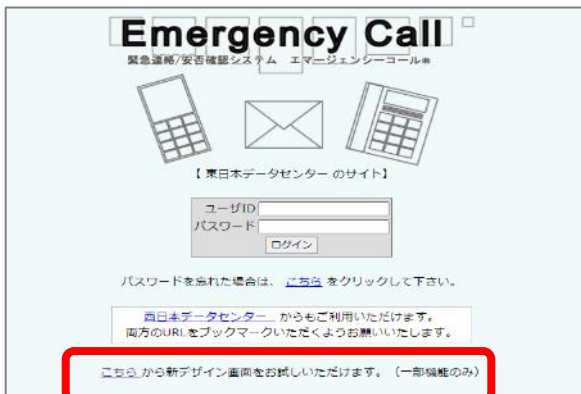 Emergency Call
緊急連絡/安否確認システム エマージェンシーコール®
【 東日本データセンター のサイト】
ユーザID
パスワード
ログイン
パスワードを忘れた場合は、 こちら をクリックして下さい。
西日本データセンター からもご利用いただけます。
両方のURLをブックマークいただくようお願いいたします。
こちら から新デザイン画面をお試しいただけます。（一部機能のみ）